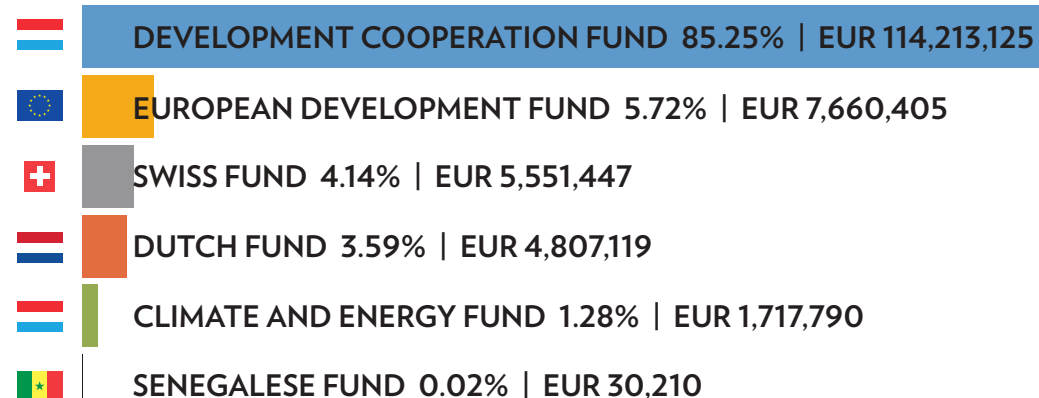 DEVELOPMENT COOPERATION FUND 85.25% | EUR 114,213,125
EUROPEAN DEVELOPMENT FUND 5.72% | EUR 7,660,405
SWISS FUND 4.14% | EUR 5,551,447
DUTCH FUND 3.59% | EUR 4,807,119
CLIMATE AND ENERGY FUND 1.28% | EUR 1,717,790
SENEGALESE FUND 0.02% | EUR 30,210